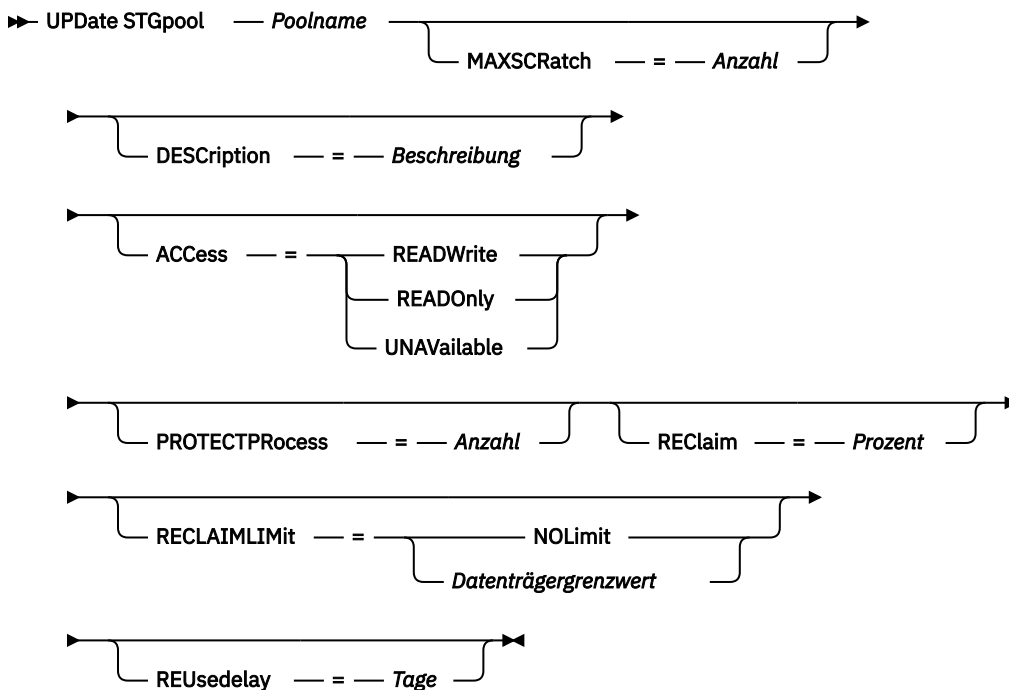 UPDate STGpool Poolname
MAXSCRatch = Anzahl
DESCription = Beschreibung
ACCess = READWrite
READOnly
UNAVailable
PROTECTPRocess = Anzahl REClaim = Prozent
RECLAIMLIMit = NOLimit
Datenträgergrenzwert
REUsedelay = Tage